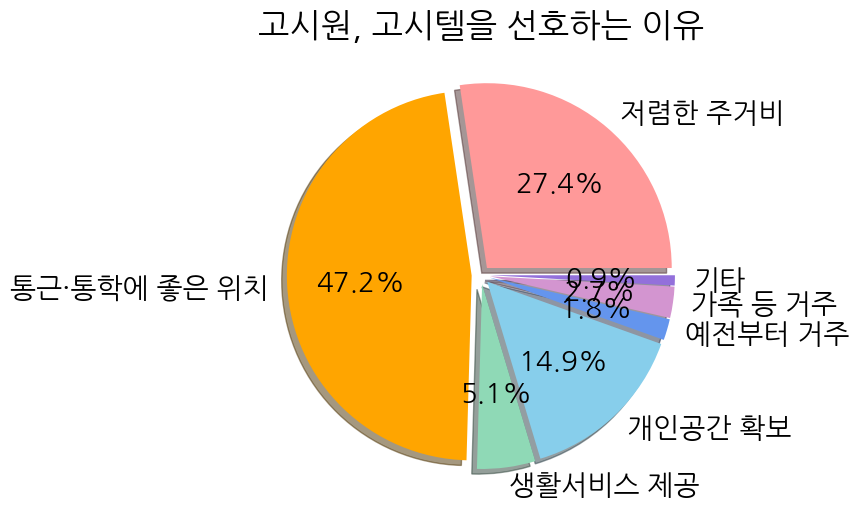 고시원, 고시텔을 선호하는 이유
저렴한 주거비
27.4%
통근·통학에 좋은 위치
47.2%
생활서비스 제공
5.1%
개인공간 확보
14.9%
예전부터 거주
1.8%
가족 등 거주
2.7%
기타
0.9%